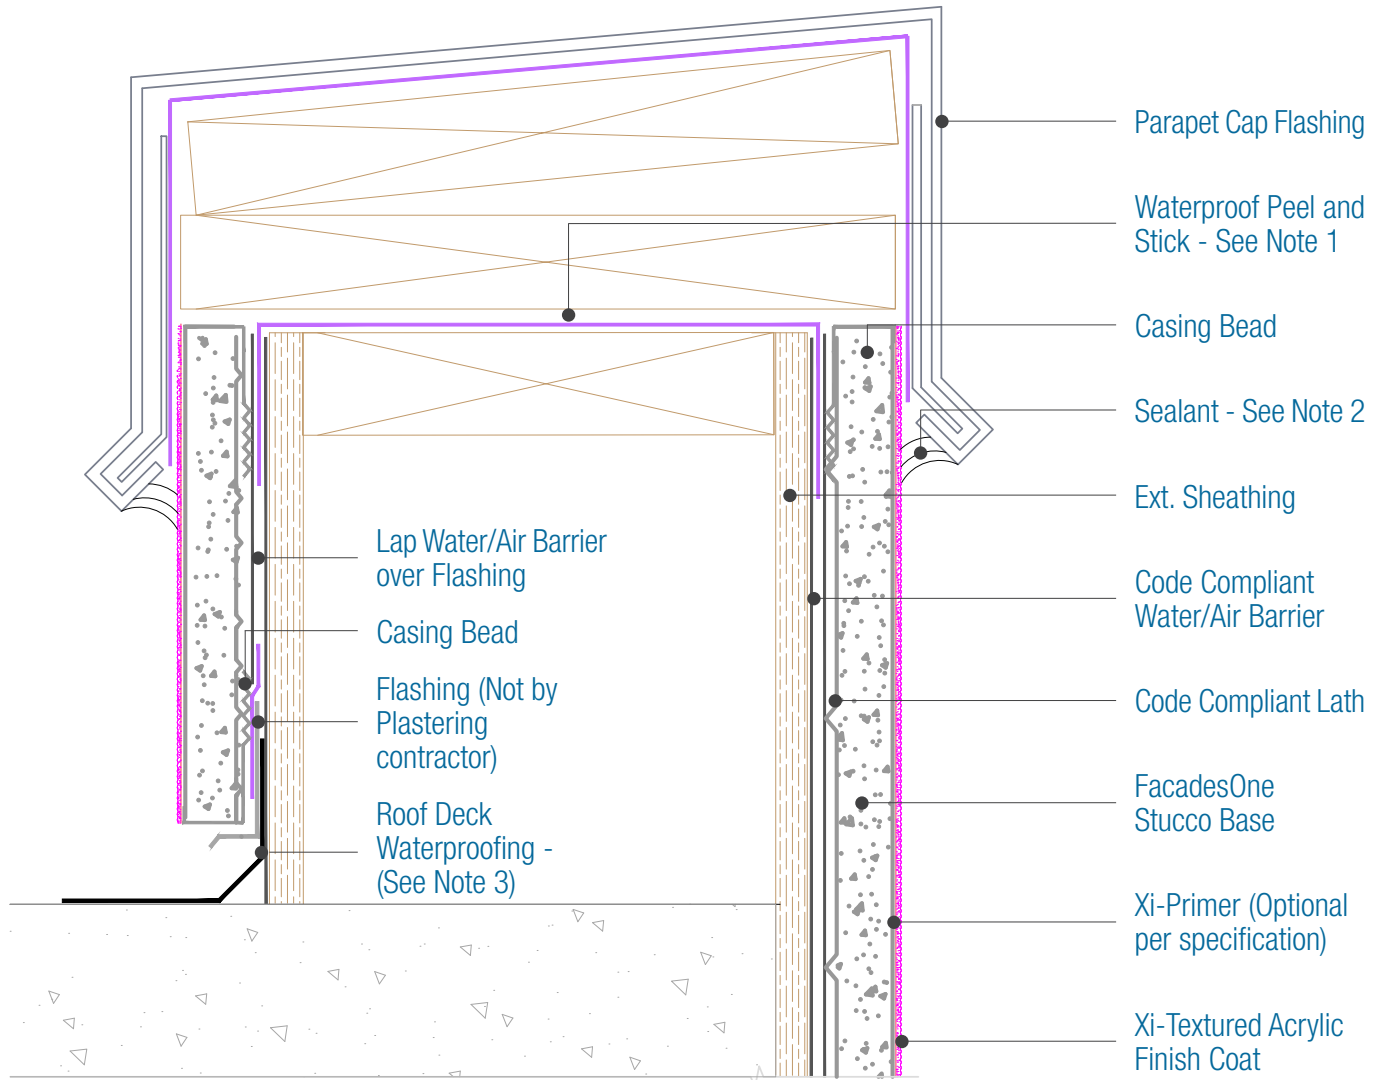 Parapet Cap Flashing
Waterproof Peel and
Stick - See Note 1
Casing Bead
Sealant - See Note 2
Ext. Sheathing
Code Compliant
Water/Air Barrier
Code Compliant Lath
FacadesOne
Stucco Base
Xi-Primer (Optional
per specification)
Xi-Textured Acrylic
Finish Coat
Lap Water/Air Barrier
over Flashing
Casing Bead
Flashing (Not by
Plastering
contractor)
Roof Deck
Waterproofing -
(See Note 3)